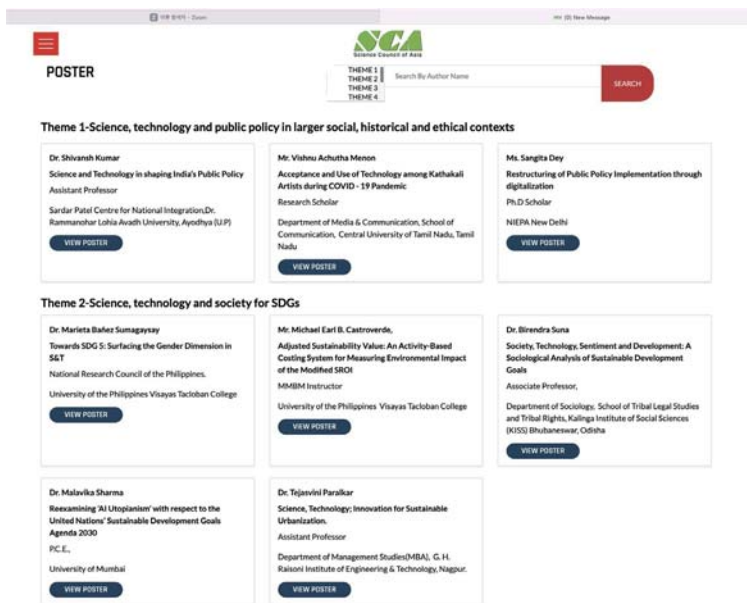 (0) New Message
SCA
Science Council of Asia
POSTER
THEME 1
THEME 2
THEME 3
THEME 4
Search By Author Name
SEARCH
Theme 1-Science, technology and public policy in larger social, historical and ethical contexts
Dr. Shivansh Kumar
Science and Technology in shaping India's Public Policy
Assistant Professor
Sardar Patel Centre for National Integration,Dr.
Rammanohar Lohia Avadh University, Ayodhya (U.P)
VIEW POSTER
Mr. Vishnu Achutha Menon
Acceptance and Use of Technology among Kathakali
Artists during COVID - 19 Pandemic
Research Scholar
Department of Media & Communication, School of
Communication, Central University of Tamil Nadu, Tamil
Nadu
VIEW POSTER
Ms. Sangita Dey
Restructuring of Public Policy Implementation through
digitalization
Ph.D Scholar
NIEPA New Delhi
VIEW POSTER
Theme 2-Science, technology and society for SDGs
Dr. Marieta Bañez Sumagaysay
Towards SDG 5: Surfacing the Gender Dimension in
S&T
National Research Council of the Philippines.
University of the Philippines Visayas Tacloban College
VIEW POSTER
Mr. Michael Earl B. Castroverde,
Adjusted Sustainability Value: An Activity-Based
Costing System for Measuring Environmental Impact
of the Modified SROI
MMBM Instructor
University of the Philippines Visayas Tacloban College
VIEW POSTER
Dr. Birendra Suna
Society, Technology, Sentiment and Development: A
Sociological Analysis of Sustainable Development
Goals
Associate Professor,
Department of Sociology, School of Tribal Legal Studies
and Tribal Rights, Kalinga Institute of Social Sciences
(KISS) Bhubaneswar, Odisha
VIEW POSTER
Dr. Malavika Sharma
Reexamining 'AI Utopianism' with respect to the
United Nations' Sustainable Development Goals
Agenda 2030
P.C.E.,
University of Mumbai
VIEW POSTER
Dr. Tejasvini Paralkar
Science, Technology; Innovation for Sustainable
Urbanization.
Assistant Professor
Department of Management Studies(MBA), G. H.
Raisoni Institute of Engineering & Technology, Nagpur.
VIEW POSTER